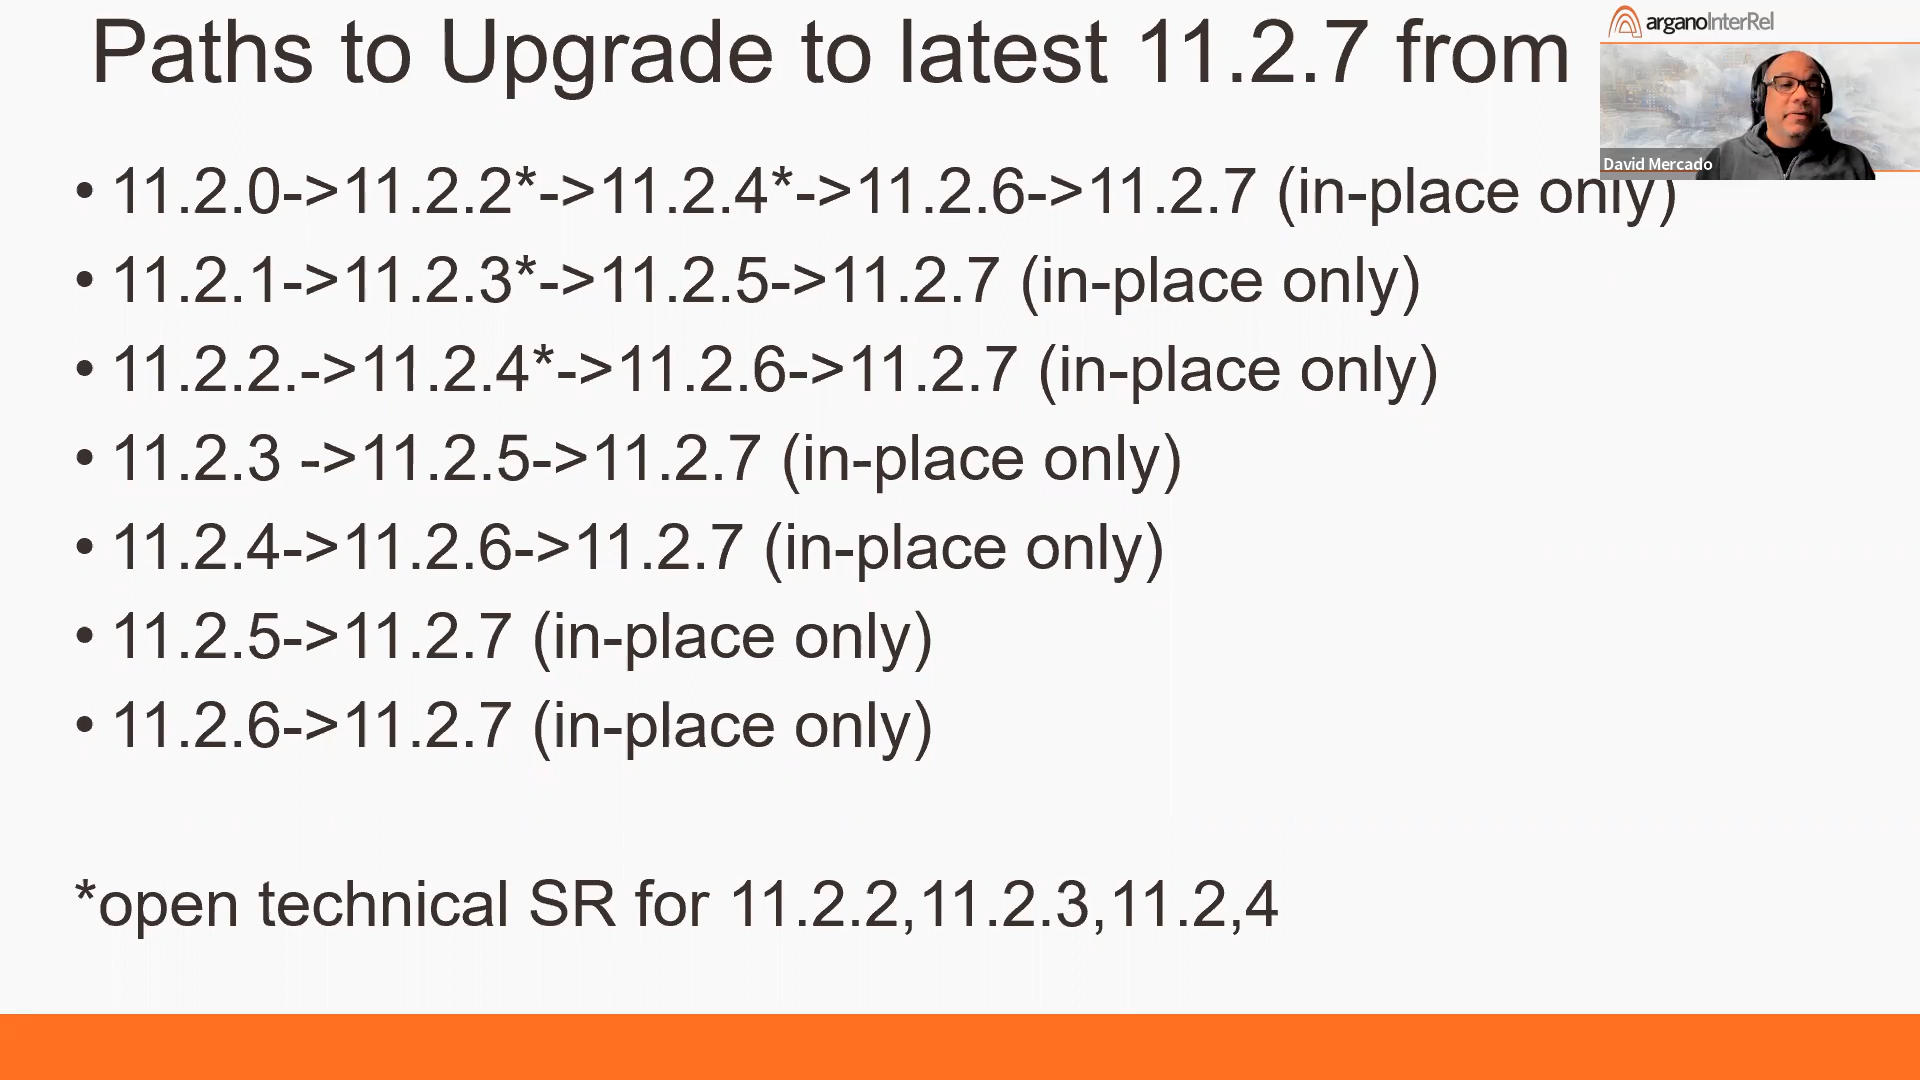 Paths to Upgrade to latest 11.2.7 from
arganoInterRel
David Mercado
• 11.2.0->11.2.2*->11.2.4*->11.2.6->11.2.7 (in-place only)
• 11.2.1->11.2.3*->11.2.5->11.2.7 (in-place only)
• 11.2.2.->11.2.4*->11.2.6->11.2.7 (in-place only)
• 11.2.3 ->11.2.5->11.2.7 (in-place only)
• 11.2.4->11.2.6->11.2.7 (in-place only)
• 11.2.5->11.2.7 (in-place only)
• 11.2.6->11.2.7 (in-place only)
*open technical SR for 11.2.2,11.2.3,11.2,4